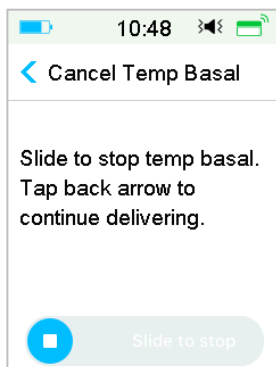 10:48
Cancel Temp Basal
Slide to stop temp basal.
Tap back arrow to
continue delivering.
Slide to stop